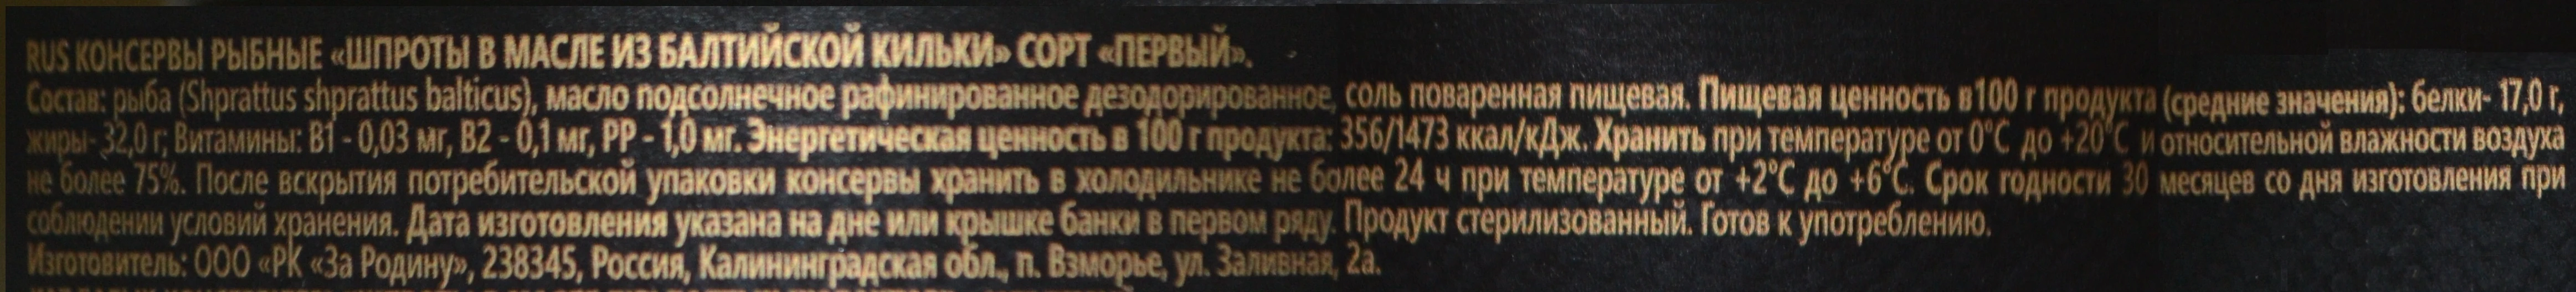 RUS КОНСЕРВЫ РЫБНЫЕ «ШПРОТЫ В МАСЛЕ ИЗ БАЛТИЙСКОЙ КИЛЬКИ» СОРТ «ПЕРВЫЙ».
Состав: рыба (Shprattus shprattus balticus), масло подсолнечное рафинированное дезодорированное, соль поваренная пищевая. Пищевая ценность в100 г продукта (средние значения): белки- 17,0 г,
жиры- 32,0 г; Витамины: B1 - 0,03 мг, B2 - 0,1 мг, PP - 1,0 мг. Энергетическая ценность в 100 г продукта: 356/1473 ккал/кДж. Хранить при температуре от 0°С до +20°С и относительной влажности воздуха
не более 75%. После вскрытия потребительской упаковки консервы хранить в холодильнике не более 24 ч при температуре от +2°С до +6°С. Срок годности 30 месяцев со дня изготовления при
соблюдении условий хранения. Дата изготовления указана на дне или крышке банки в первом ряду. Продукт стерилизованный. Готов к употреблению.
Изготовитель: ООО «РК «За Родину», 238345, Россия, Калининградская обл., п. Взморье, ул. Заливная, 2а.